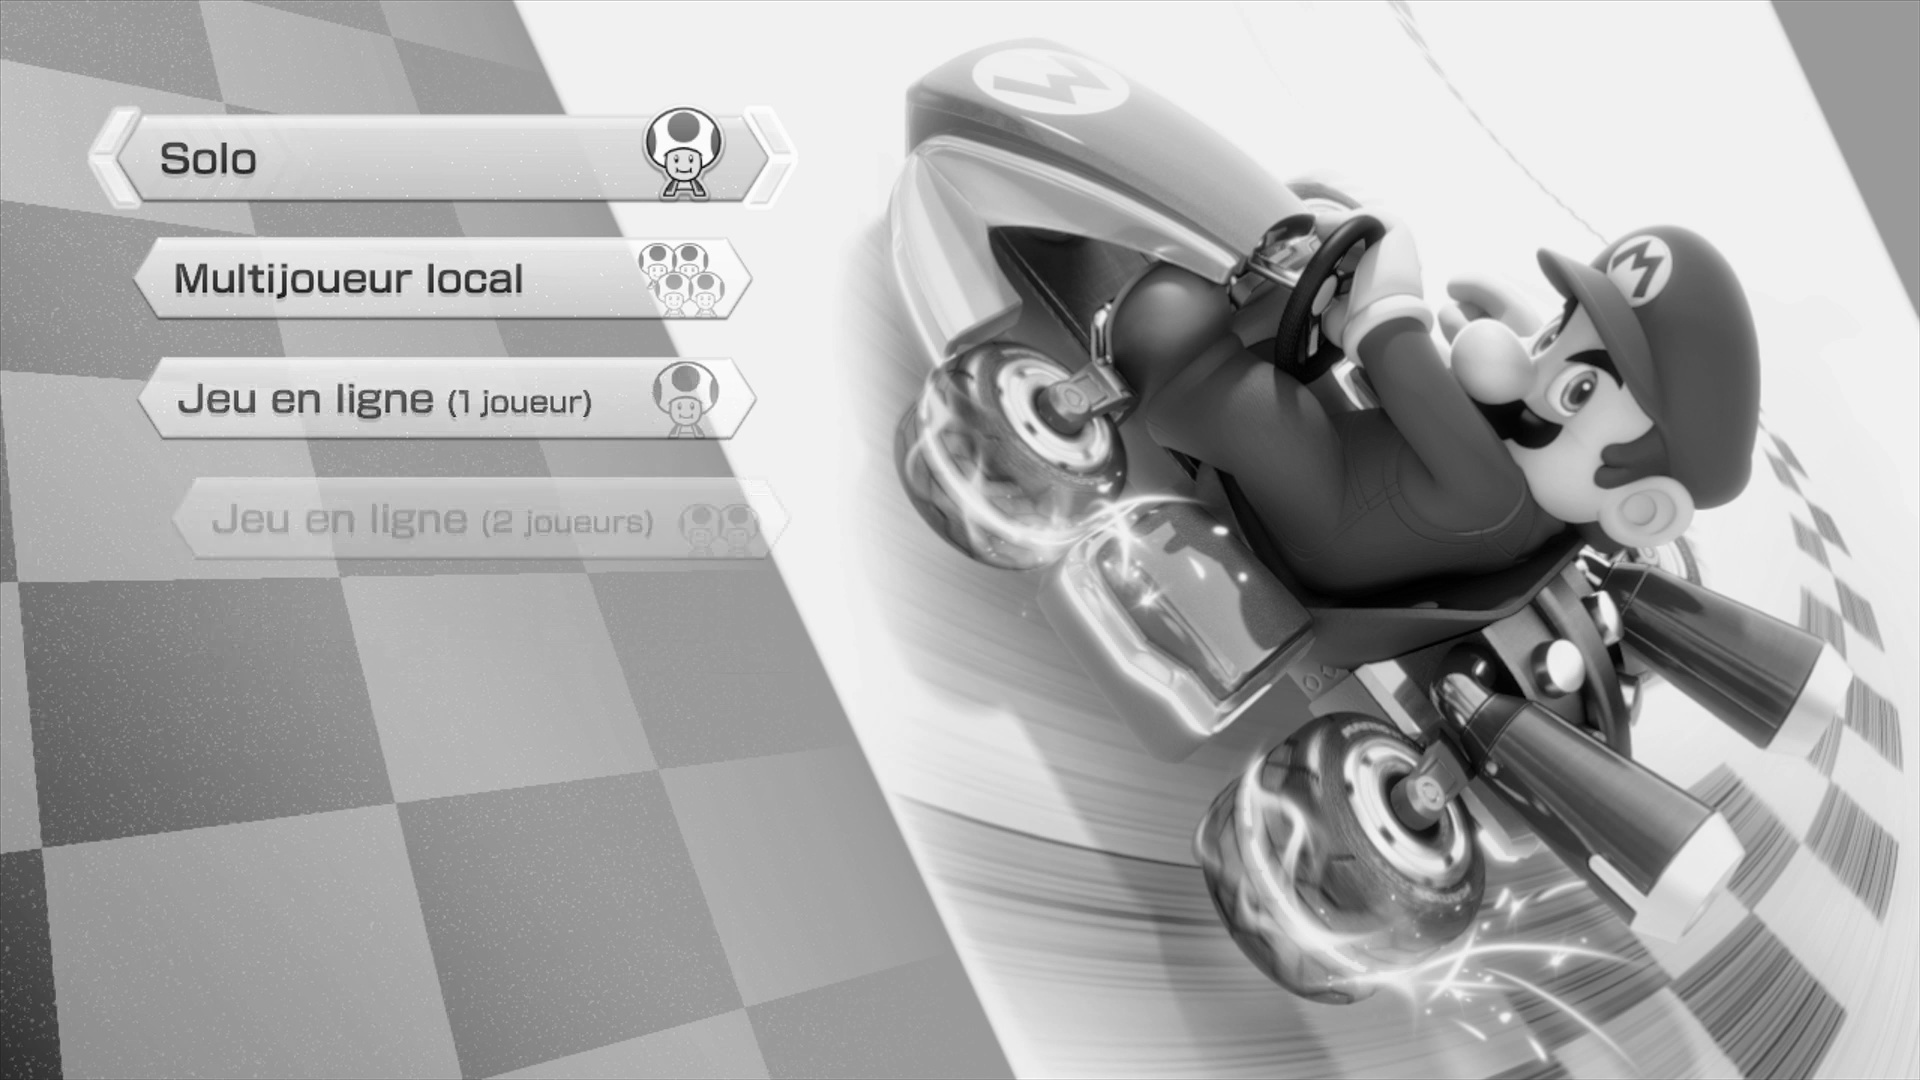 Solo
Multijoueur local
Jeu en ligne (1 joueur)
Jeu en ligne (2 joueurs)
M
M